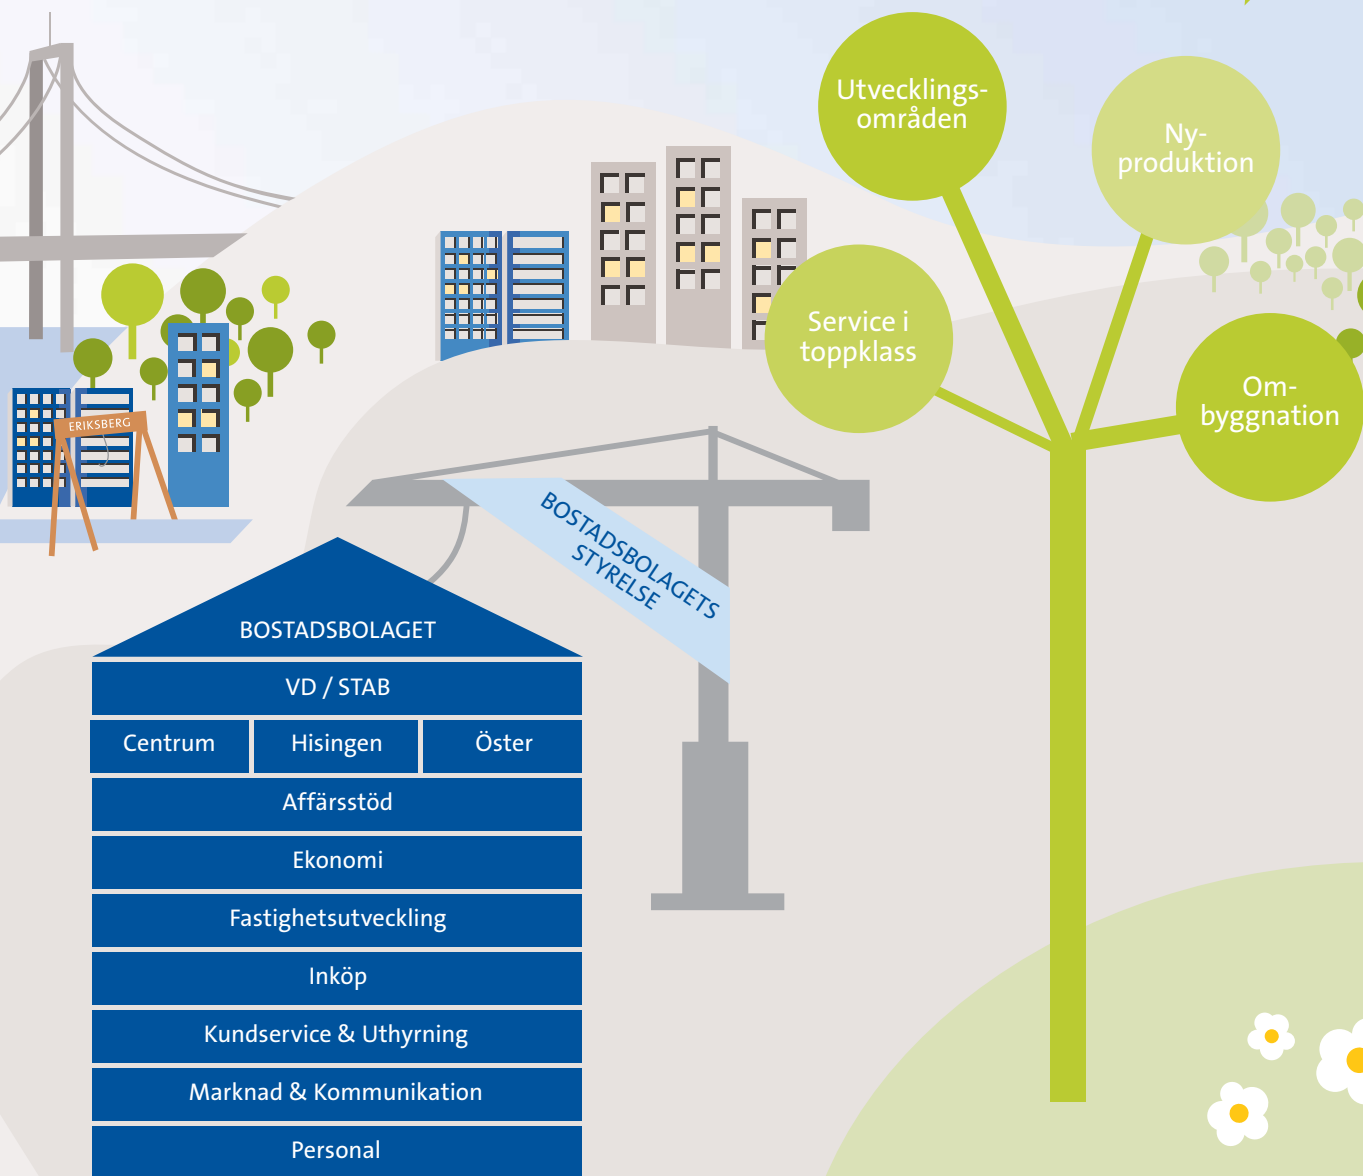 Utvecklings-
områden
Ny-
produktion
Service i
toppklass
Om-
byggnation
ERIKSBERG
BOSTADSBOLAGETS
STYRELSE
BOSTADSBOLAGET
VD / STAB
Centrum
Hisingen
Öster
Affärsstöd
Ekonomi
Fastighetsutveckling
Inköp
Kundservice & Uthyrning
Marknad & Kommunikation
Personal